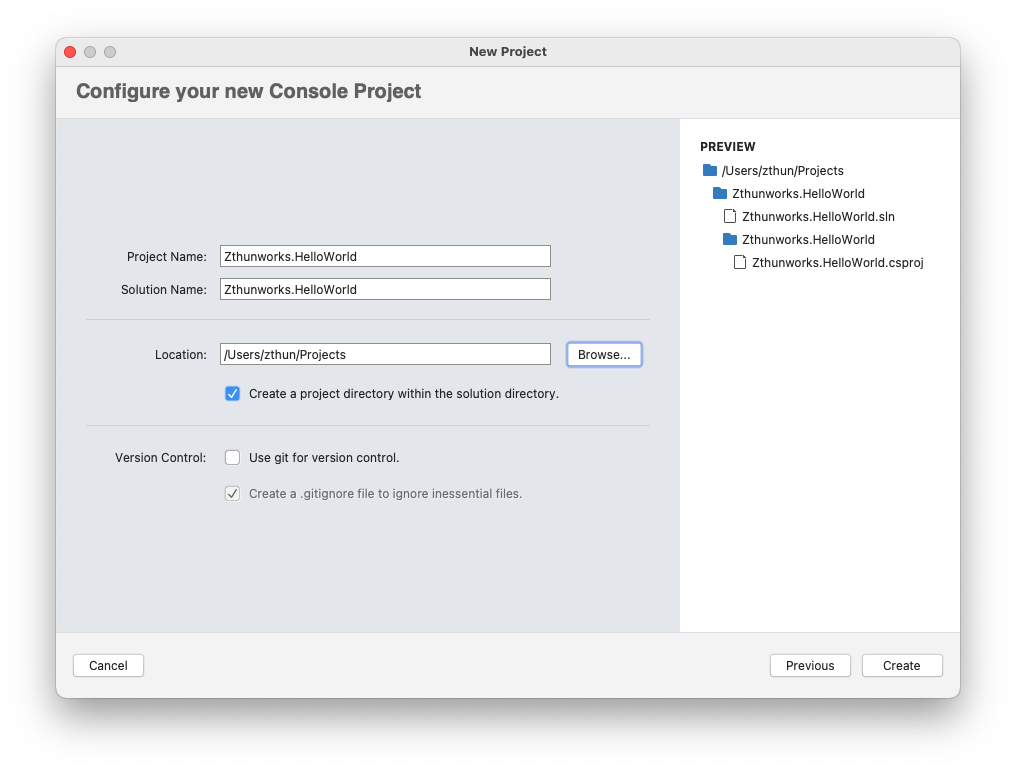 New Project
Configure your new Console Project
Project Name: Zthunworks.HelloWorld
Solution Name: Zthunworks.HelloWorld
Location: /Users/zthun/Projects Browse...
Create a project directory within the solution directory.
Version Control: Use git for version control.
Create a .gitignore file to ignore inessential files.
PREVIEW
/Users/zthun/Projects
Zthunworks.HelloWorld
Zthunworks.HelloWorld.sln
Zthunworks.HelloWorld
Zthunworks.HelloWorld.csproj
Cancel Previous Create